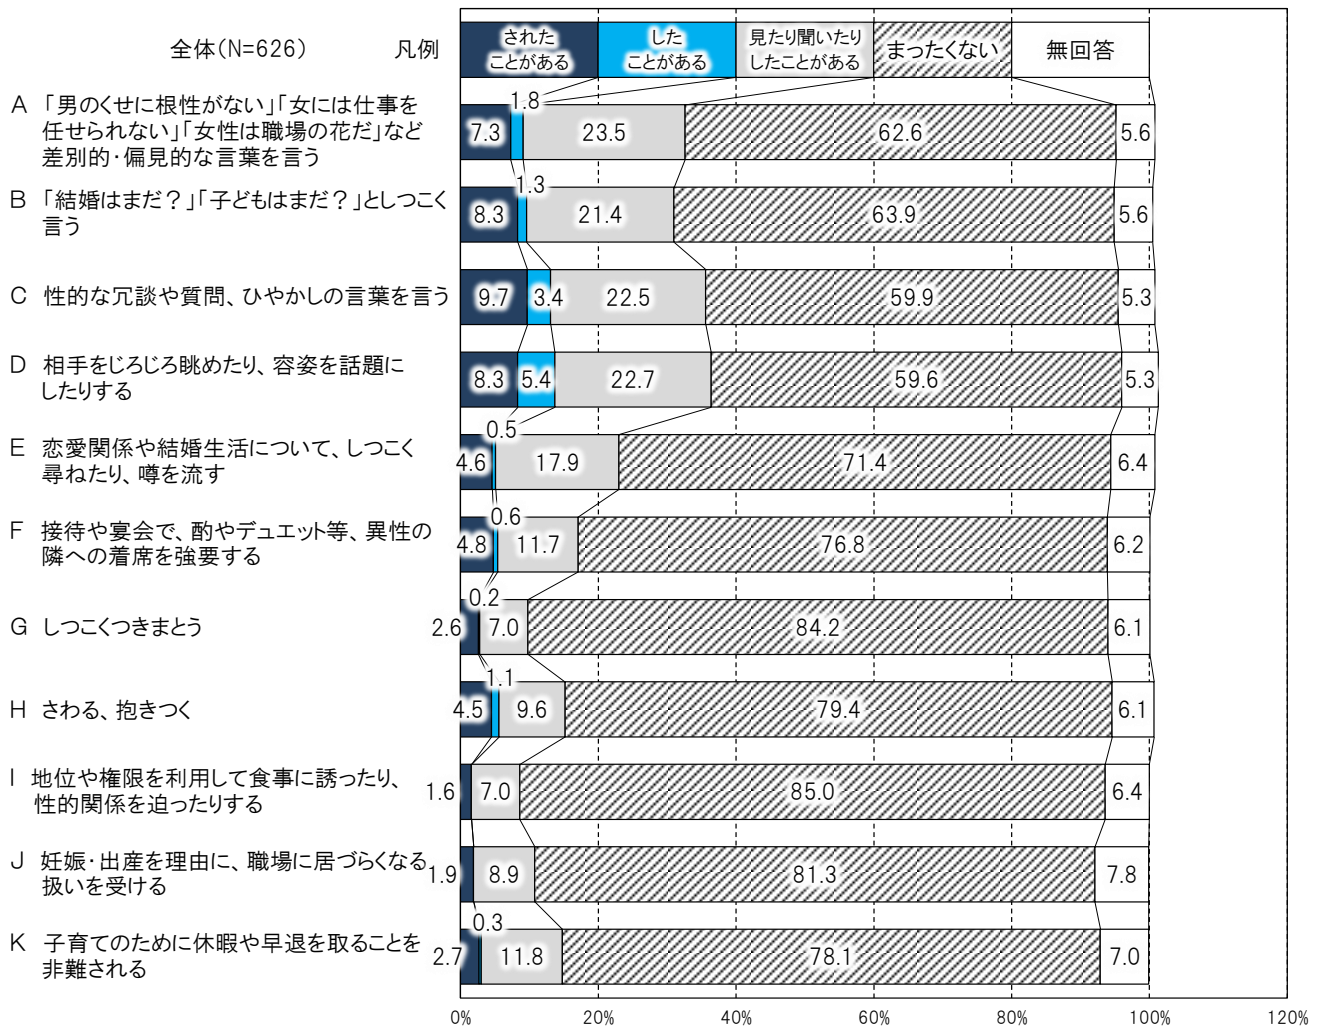 全体(N=626)
凡例
された
ことがある
した
ことがある
見たり聞いたり
したことがある
まったくない
無回答
A 「男のくせに根性がない」「女には仕事を
任せられない」「女性は職場の花だ」など
差別的・偏見的な言葉を言う
7.3 1.8 23.5 62.6 5.6
B 「結婚はまだ?」「子どもはまだ?」としつこく
言う
8.3 1.3 21.4 63.9 5.6
C 性的な冗談や質問、ひやかしの言葉を言う
9.7 3.4 22.5 59.9 5.3
D 相手をじろじろ眺めたり、容姿を話題に
したりする
8.3 5.4 22.7 59.6 5.3
E 恋愛関係や結婚生活について、しつこく
尋ねたり、噂を流す
4.6 0.5 17.9 71.4 6.4
F 接待や宴会で、酌やデュエット等、異性の
隣への着席を強要する
4.8 0.6 11.7 76.8 6.2
G しつこくつきまとう
2.6 0.2 7.0 84.2 6.1
H さわる、抱きつく
4.5 1.1 9.6 79.4 6.1
I 地位や権限を利用して食事に誘ったり、
性的関係を迫ったりする
1.6 7.0 85.0 6.4
J 妊娠・出産を理由に、職場に居づらくなる
扱いを受ける
1.9 8.9 81.3 7.8
K 子育てのために休暇や早退を取ることを
非難される
2.7 0.3 11.8 78.1 7.0
0% 20% 40% 60% 80% 100% 120%